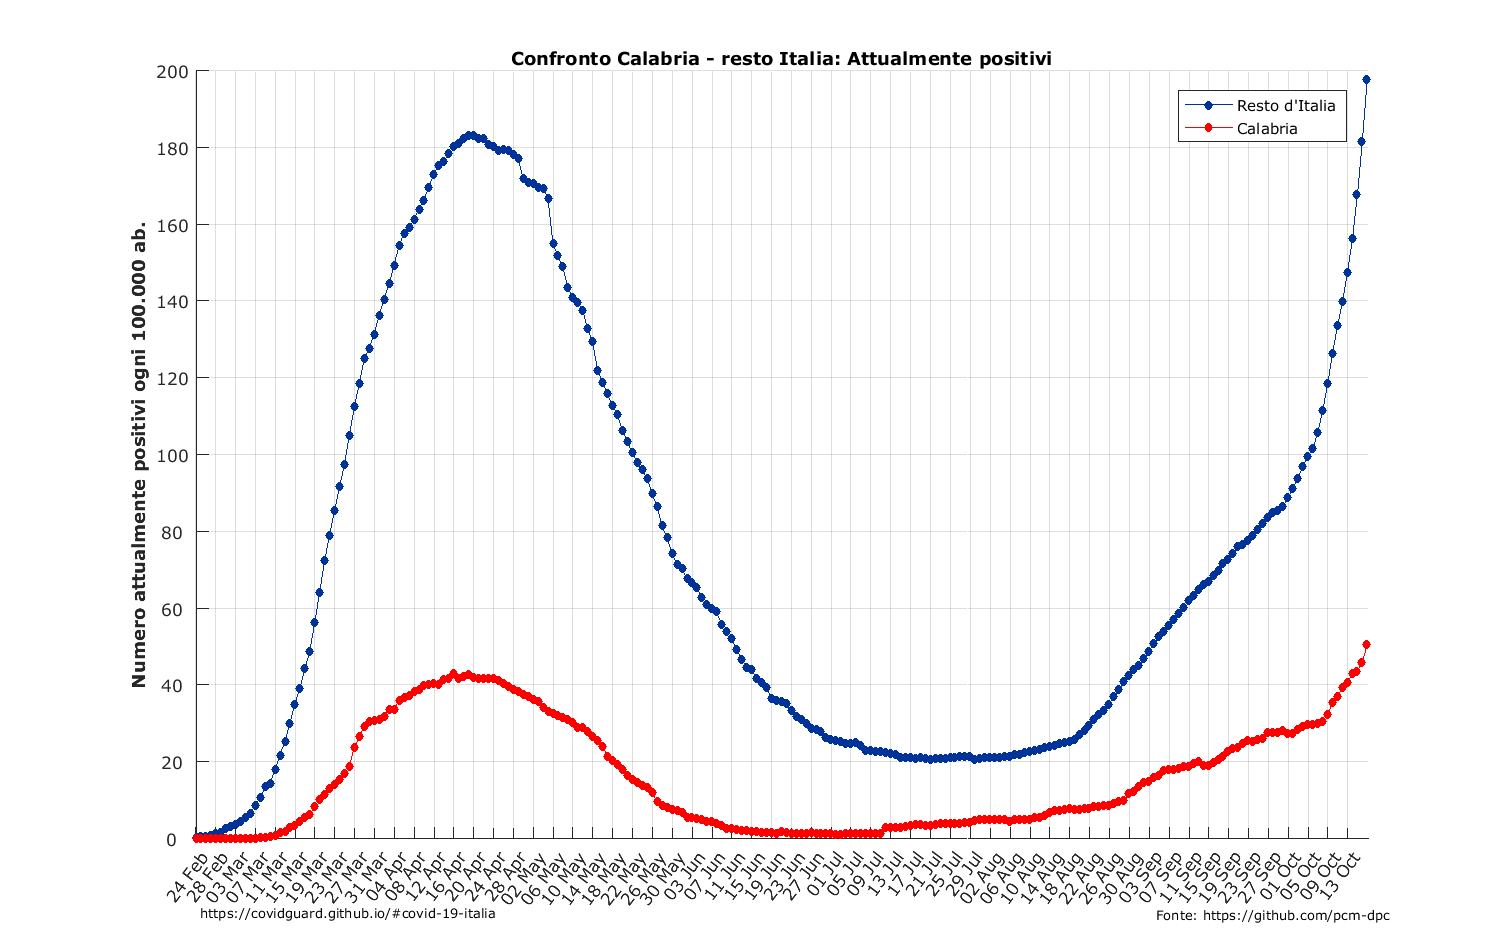 Confronto Calabria - resto Italia: Attualmente positivi
Numero attualmente positivi ogni 100.000 ab.
200
180
160
140
120
100
80
60
40
20
0
Resto d'Italia
Calabria
24 Feb
28 Feb
03 Mar
07 Mar
11 Mar
15 Mar
19 Mar
23 Mar
27 Mar
31 Mar
04 Apr
08 Apr
12 Apr
16 Apr
20 Apr
24 Apr
28 Apr
02 May
06 May
10 May
14 May
18 May
22 May
26 May
30 May
03 Jun
07 Jun
11 Jun
15 Jun
19 Jun
23 Jun
27 Jun
01 Jul
05 Jul
09 Jul
13 Jul
17 Jul
21 Jul
25 Jul
29 Jul
02 Aug
06 Aug
10 Aug
14 Aug
18 Aug
22 Aug
26 Aug
30 Aug
03 Sep
07 Sep
11 Sep
15 Sep
19 Sep
23 Sep
27 Sep
01 Oct
05 Oct
09 Oct
13 Oct
https://covidguard.github.io/#covid-19-italia
Fonte: https://github.com/pcm-dpc